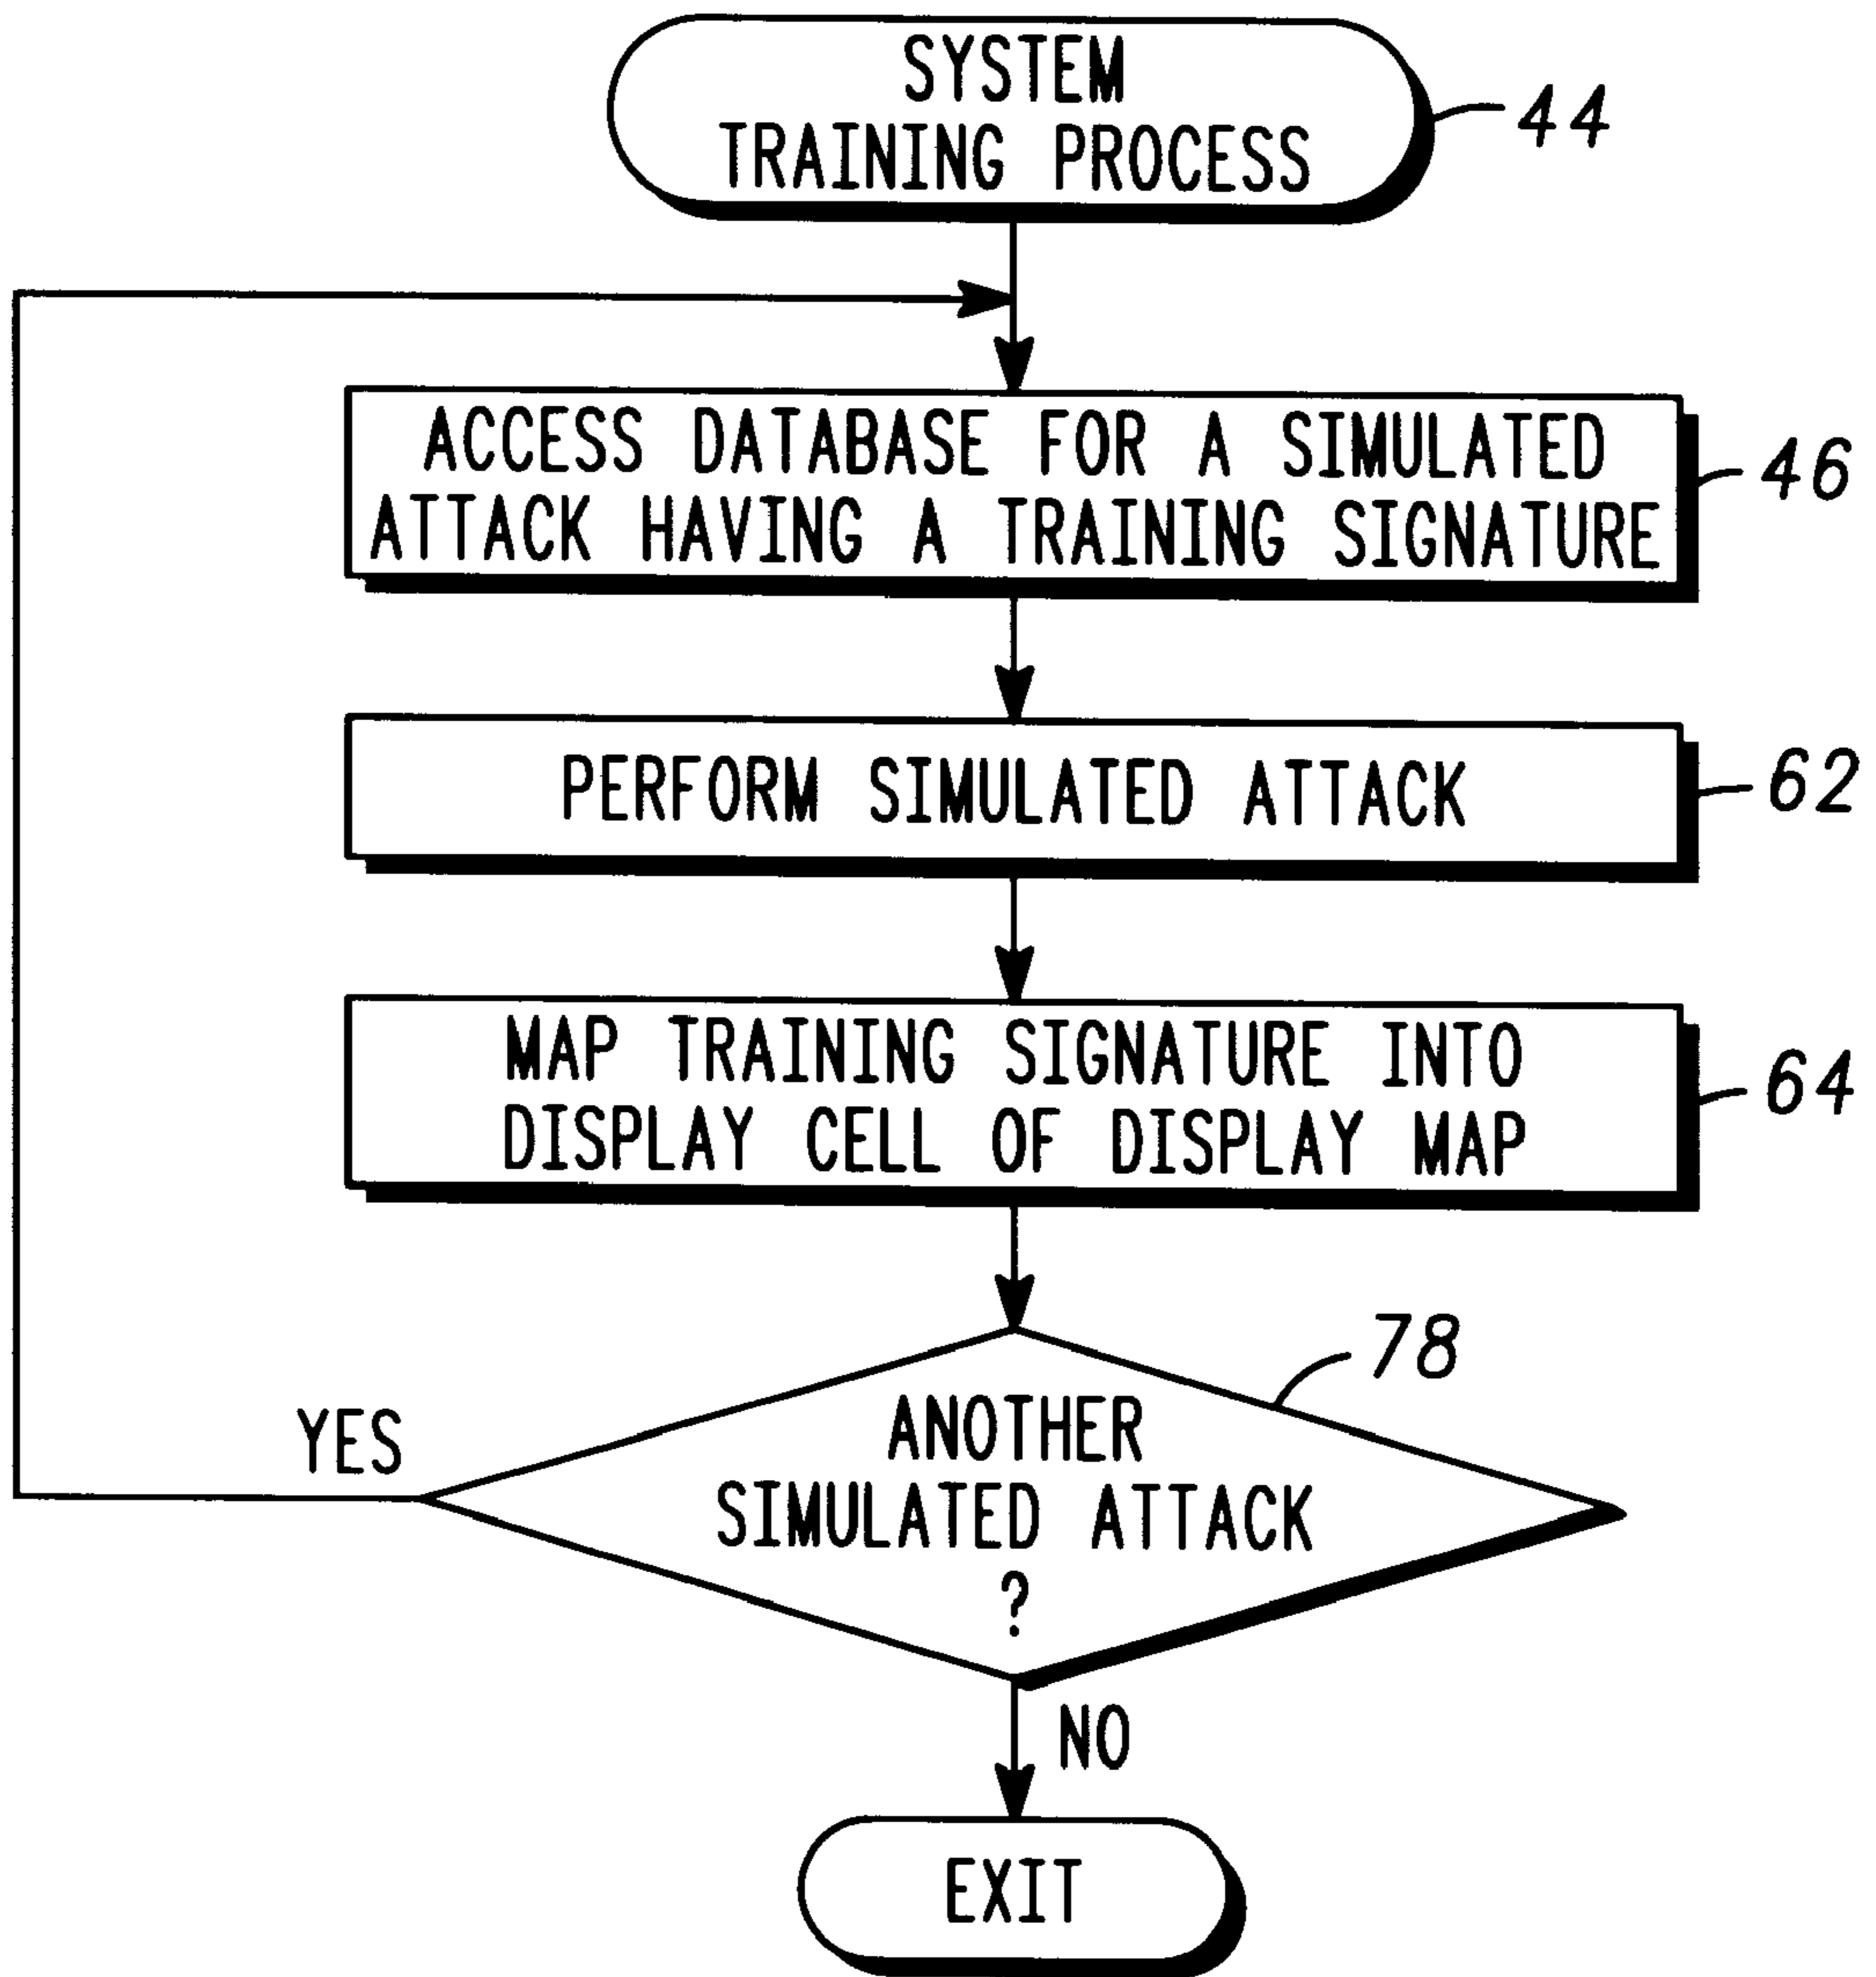 SYSTEM
TRAINING PROCESS
44
ACCESS DATABASE FOR A SIMULATED
ATTACK HAVING A TRAINING SIGNATURE
46
PERFORM SIMULATED ATTACK
62
MAP TRAINING SIGNATURE INTO
DISPLAY CELL OF DISPLAY MAP
64
78
YES
ANOTHER
SIMULATED ATTACK
?
NO
EXIT